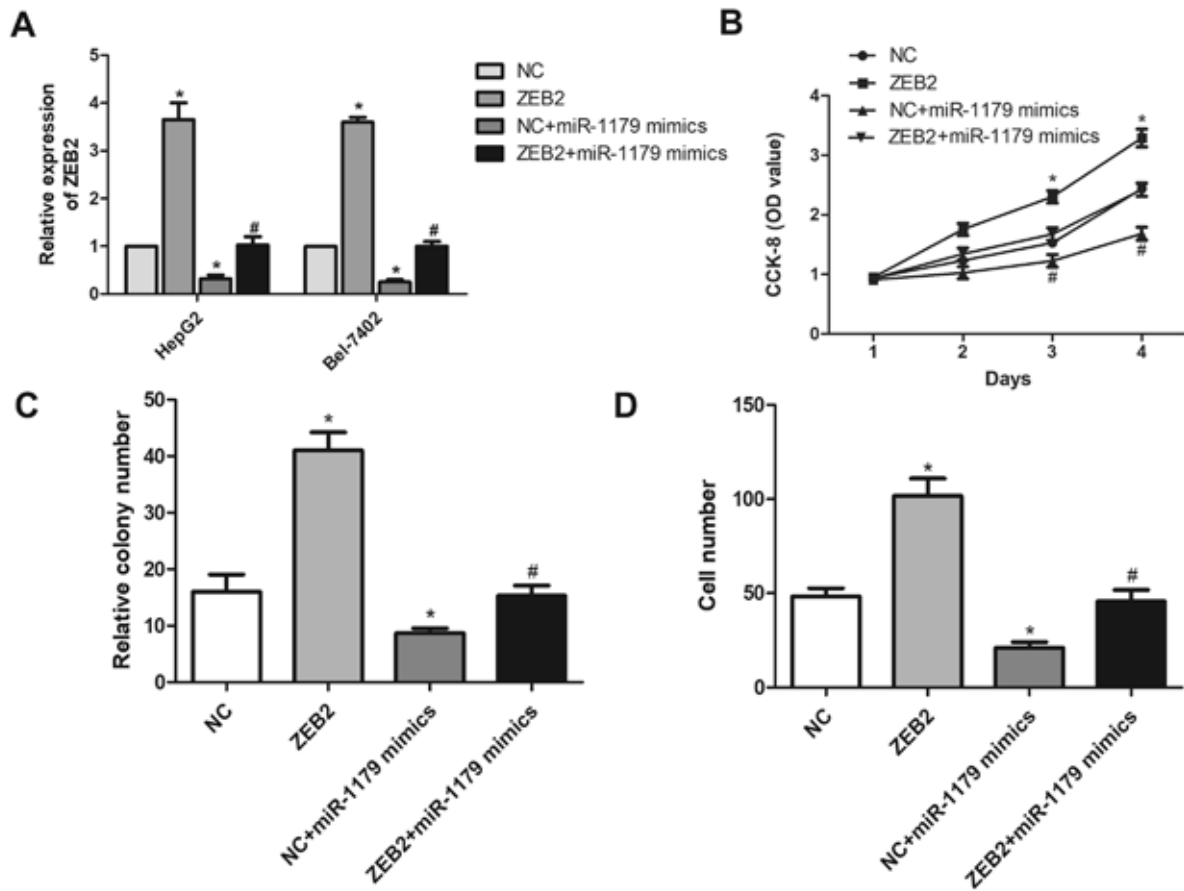 A
Relative expression
of ZEB2
5
4
3
2
1
0
*
*
#
*
*
#
HepG2
Bel-7402
NC
ZEB2
NC+miR-1179 mimics
ZEB2+miR-1179 mimics
B
NC
ZEB2
NC+miR-1179 mimics
ZEB2+miR-1179 mimics
CCK-8 (OD value)
4
3
2
1
0
*
*
#
#
1 2 3 4
Days
C
Relative colony number
50
40
30
20
10
0
*
*
#
NC
ZEB2
NC+miR-1179 mimics
ZEB2+miR-1179 mimics
D
Cell number
150
100
50
0
*
*
#
NC
ZEB2
NC+miR-1179 mimics
ZEB2+miR-1179 mimics